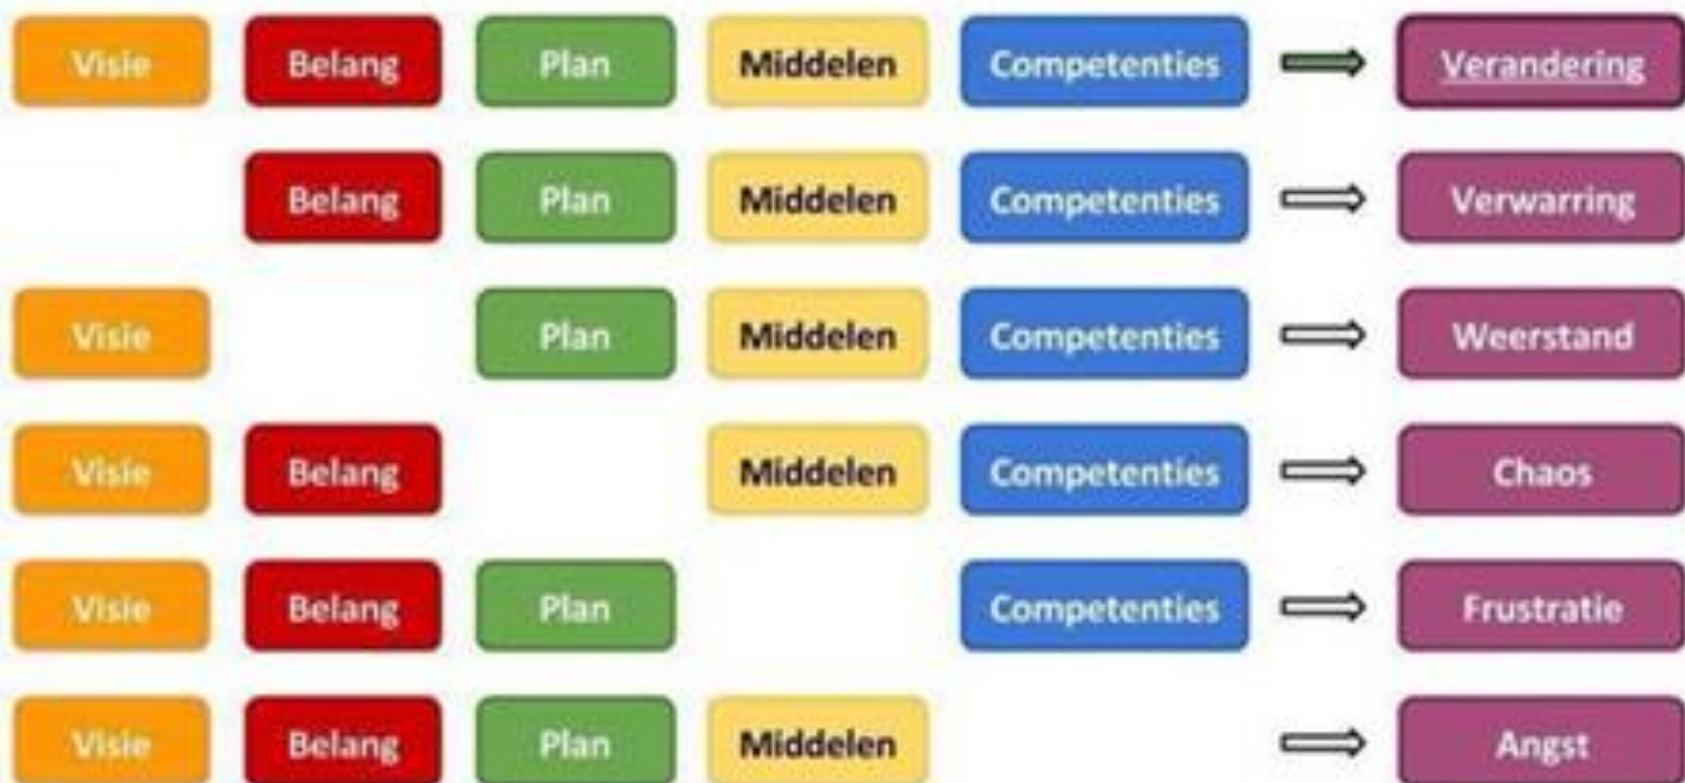 Visie Belang Plan Middelen Competenties Verandering
Belang Plan Middelen Competenties Verwarring
Visie Plan Middelen Competenties Weerstand
Visie Belang Middelen Competenties Chaos
Visie Belang Plan Competenties Frustratie
Visie Belang Plan Middelen Angst